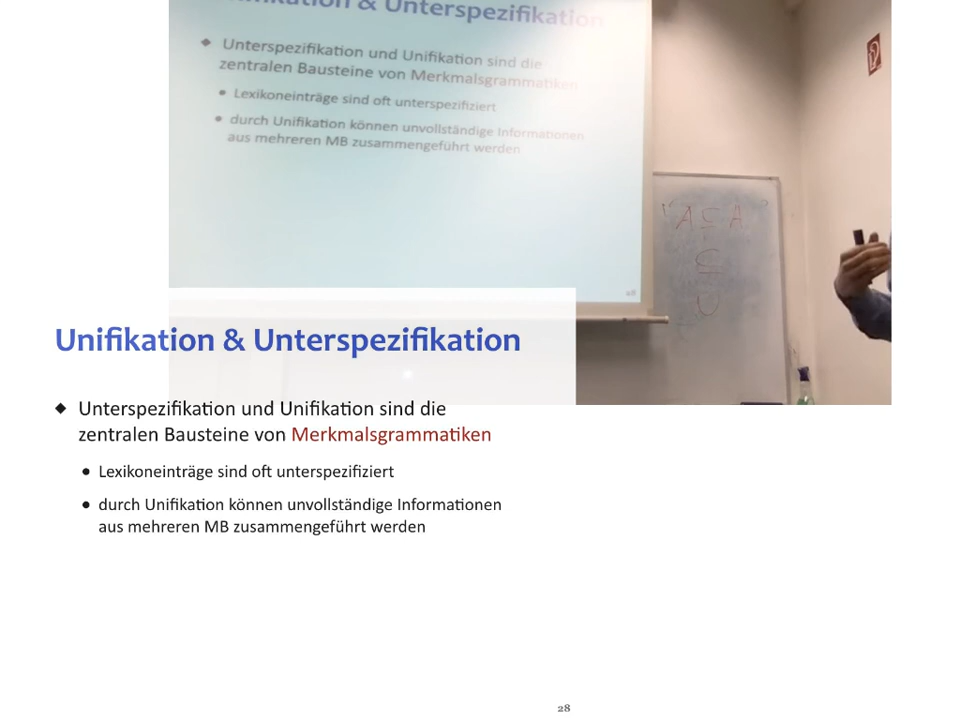 Unifikation & Unterspezifikation
Unterspezifikation und Unifikation sind die
zentralen Bausteine von Merkmalsgrammatiken
Lexikoneinträge sind oft unterspezifiziert
durch Unifikation können unvollständige Informationen
aus mehreren MB zusammengeführt werden
"A ⊆ A"
⊆
∪
Unifikation & Unterspezifikation
Unterspezifikation und Unifikation sind die
zentralen Bausteine von Merkmalsgrammatiken
Lexikoneinträge sind oft unterspezifiziert
durch Unifikation können unvollständige Informationen
aus mehreren MB zusammengeführt werden
28